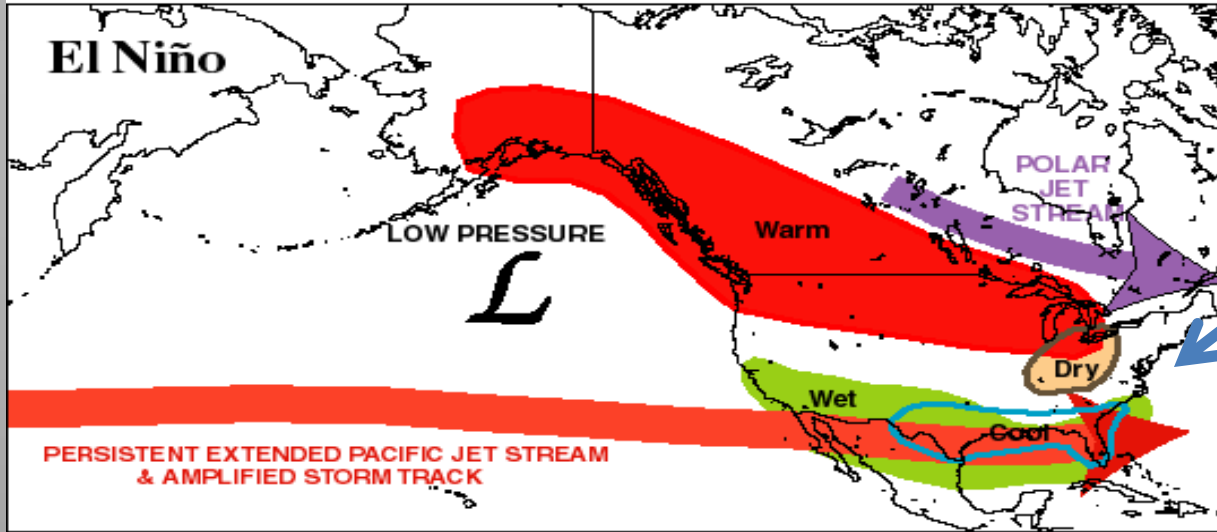 El Niño
POLAR
JET
STREAM
LOW PRESSURE
Warm
L
Dry
Wet
Cool
PERSISTENT EXTENDED PACIFIC JET STREAM
& AMPLIFIED STORM TRACK